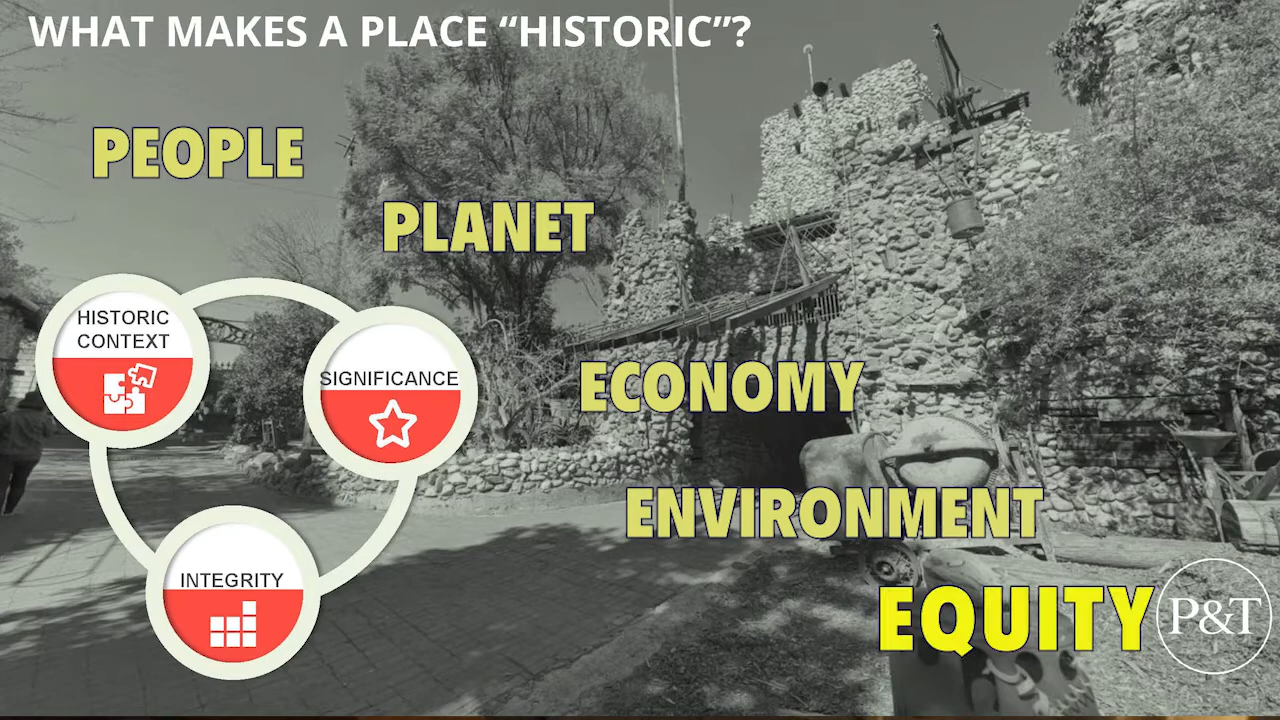 WHAT MAKES A PLACE “HISTORIC”?
PEOPLE
PLANET
HISTORIC
CONTEXT
SIGNIFICANCE
ECONOMY
ENVIRONMENT
INTEGRITY
EQUITY
P&T